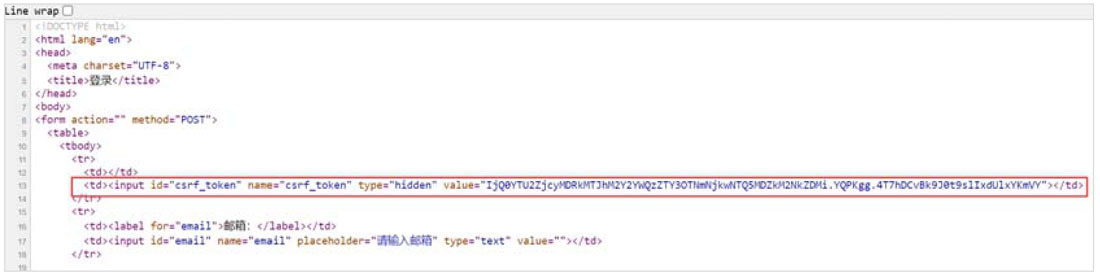 Line wrap
1 <!DOCTYPE html>
2 <html lang="en">
3 <head>
4 <meta charset="UTF-8">
5 <title>登录</title>
6 </head>
7 <body>
8 <form action="" method="POST">
9 <table>
10 <tbody>
11 <tr>
12 <td></td>
13 <td><input id="csrf_token" name="csrf_token" type="hidden" value="IjQ0YTU2ZjcyMDRkMTJhM2Y2YWQzZTY3OTNmNjkwNTQ5MDZkM2NkZDMi.YQPKgg.4T7hDCvBk9J0t9slIxdUlxYKmVY"></td>
14 </tr>
15 <tr>
16 <td><label for="email">邮箱：</label></td>
17 <td><input id="email" name="email" placeholder="请输入邮箱" type="text" value=""></td>
18 </tr>
19